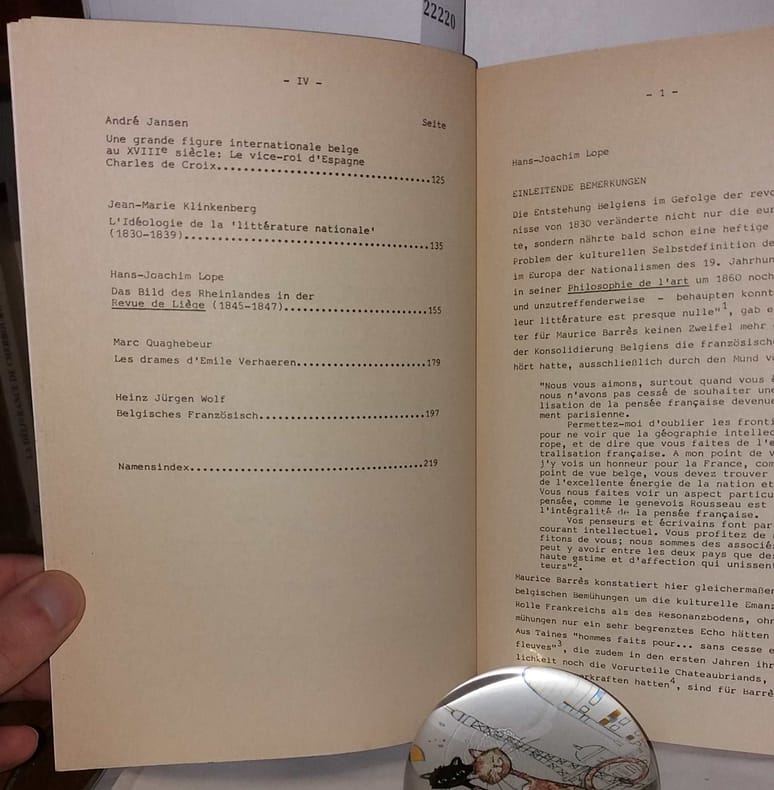 22220
- IV -
André Jansen
Seite
Une grande figure internationale belge
au XVIIIe siècle: Le vice-roi d'Espagne
Charles de Croix...............................125
Jean-Marie Klinkenberg
L'Idéologie de la 'littérature nationale'
(1830-1839)...................................135
Hans-Joachim Lope
Das Bild des Rheinlandes in der
Revue de Liège (1845-1847)....................155
Marc Quaghebeur
Les drames d'Emile Verhaeren..................179
Heinz Jürgen Wolf
Belgisches Französisch........................197
Namensindex...................................219
- 1 -
Hans-Joachim Lope
EINLEITENDE BEMERKUNGEN
Die Entstehung Belgiens im Gefolge der revo
nisse von 1830 veränderte nicht nur die eur
te, sondern nährte bald schon eine heftige
Problem der kulturellen Selbstdefinition de
im Europa der Nationalismen des 19. Jahrhun
in seiner Philosophie de l'art um 1860 noch
und unzutreffenderweise - behaupten konnt
leur littérature est presque nulle"1, gab e
ter für Maurice Barrès keinen Zweifel mehr
der Konsolidierung Belgiens die französisch
hört hatte, ausschließlich durch den Mund v
"Nous vous aimons, surtout quand vous
nous n'avons pas cessé de souhaiter une
lisation de la pensée française devenue
ment parisienne.
Permettez-moi d'oublier les fronti
pour ne voir que la géographie intellec
rope, et de dire que vous faites de l'e
tralisation française. A mon point de v
j'y vois un honneur pour la France, com
point de vue belge, vous devez trouver
de l'excellente énergie de la nation et
Vous nous faites voir un aspect particu
pensée, comme le genevois Rousseau est
l'intégralité de la pensée française.
Vos penseurs et écrivains font par
courant intellectuel. Vous profitez de
fitons de vous; nous sommes des associé
peut y avoir entre les deux pays que de
haute estime et d'affection qui unissent
teurs"2.
Maurice Barrès konstatiert hier gleichermaßen
belgischen Bemühungen um die kulturelle Emanz
Rolle Frankreichs als des Resonanzbodens, ohn
mühungen nur ein sehr begrenztes Echo hätten
Aus Taines "hommes faits pour... sans cesse e
fleuves"3, die zudem in den ersten Jahren ihr
lichkeit noch die Vorurteile Chateaubriands,
erkraften hatten4, sind für Barrè